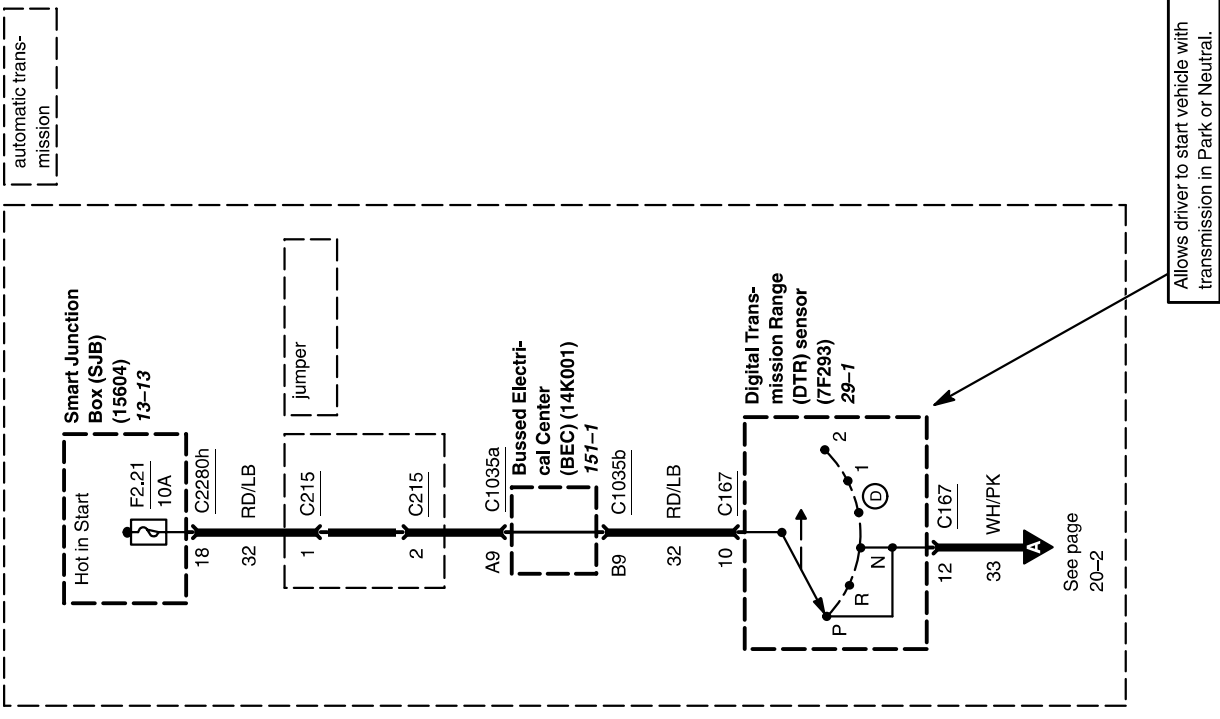 automatic trans-
mission
Smart Junction
Box (SJB)
(15604)
13–13
Hot in Start
F2.21
10A
18
C2280h
32
RD/LB
1
C215
jumper
2
C215
A9
C1035a
Bussed Electri-
cal Center
(BEC) (14K001)
151–1
B9
C1035b
32
RD/LB
10
C167
Digital Trans-
mission Range
(DTR) sensor
(7F293)
29–1
P
R
N
D
1
2
Allows driver to start vehicle with
transmission in Park or Neutral.
12
C167
33
WH/PK
A
See page
20–2